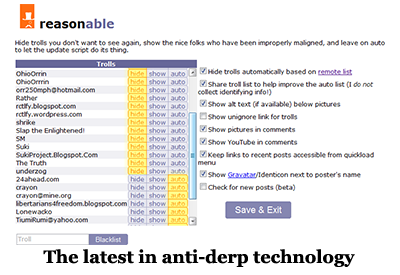 reasonable
Hide trolls you don't want to see again, show the nice folks who have been improperly maligned, and leave on auto
to let the update script do its thing.
Trolls
OhioOrrin hide show auto
OhioOrrin hide show auto
orr250mph@hotmail.com hide show auto
Rather hide show auto
rctlfy.blogspot.com hide show auto
rctlfy.wordpress.com hide show auto
shrike hide show auto
Slap the Enlightened! hide show auto
SM hide show auto
Suki hide show auto
SukiProject.Blogspot.Com hide show auto
The Truth hide show auto
underzog hide show auto
24ahead.com hide show auto
crayon hide show auto
crayon@mine.org hide show auto
libertarians4freedom.blogspot.com hide show auto
Lonewacko hide show auto
TiumRumi@yahoo.com hide show auto
Troll Blacklist
Hide trolls automatically based on remote list
Share troll list to help improve the auto list (I do not
collect identifying info!)
Show alt text (if available) below pictures
Show unignore link for trolls
Show pictures in comments
Show YouTube in comments
Keep links to recent posts accessible from quickload
menu
Show Gravatar/Identicon next to poster's name
Check for new posts (beta)
Save & Exit
The latest in anti-derp technology